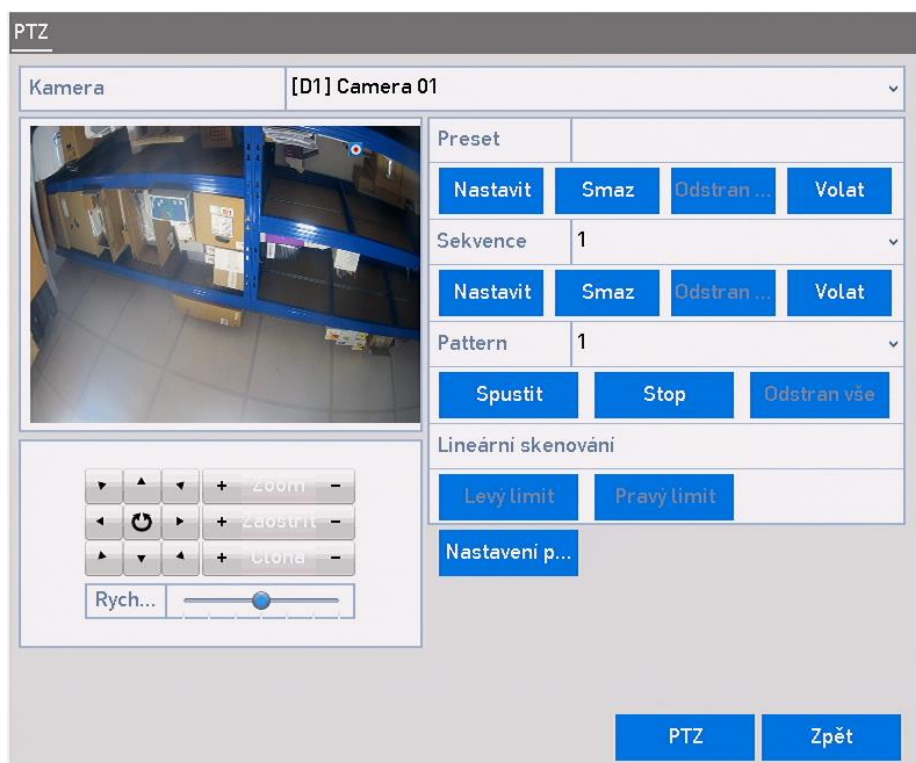 PTZ
Kamera [D1] Camera 01
Preset
Nastavit Smaz Odstran ... Volat
Sekvence 1
Nastavit Smaz Odstran ... Volat
Pattern 1
Spustit Stop Odstran vše
Lineární skenování
Levý limit Pravý limit
Nastavení p...
+ Zoom -
+ Zaostrit -
+ Clona -
Rych...
PTZ Zpět